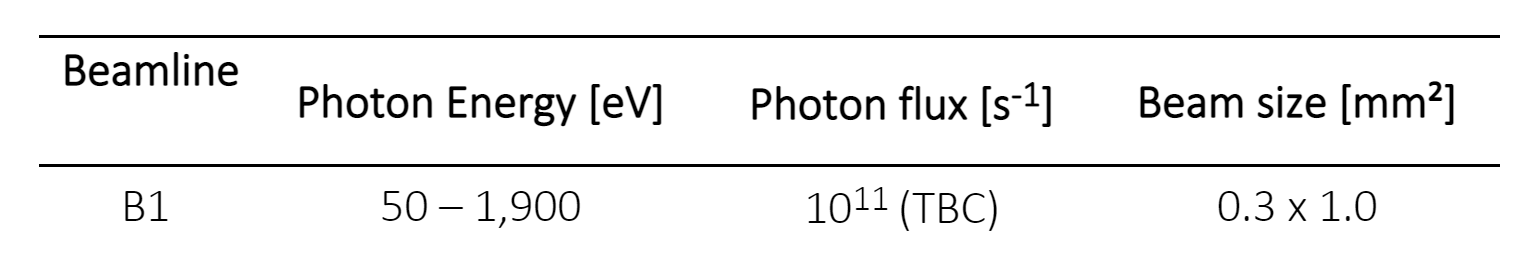 Beamline Photon Energy [eV] Photon flux [s⁻¹] Beam size [mm²]
B1 50 – 1,900 10¹¹ (TBC) 0.3 x 1.0